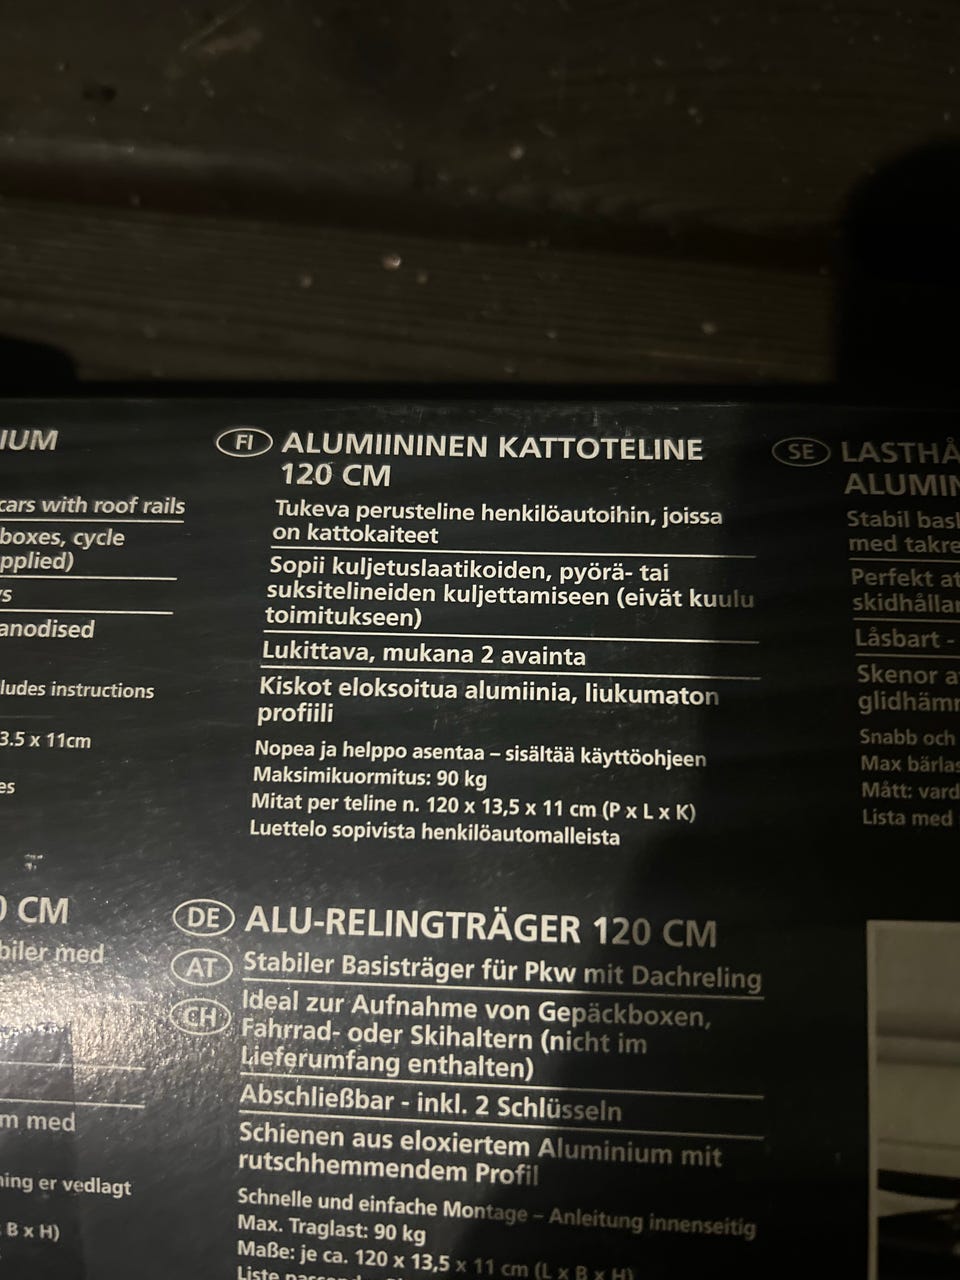 IUM
cars with roof rails
boxes, cycle
pplied)
s
anodised
ludes instructions
3.5 x 11cm
es
FI ALUMIININEN KATTOTELINE
120 CM
Tukeva perusteline henkilöautoihin, joissa
on kattokaiteet
Sopii kuljetuslaatikoiden, pyörä- tai
suksitelineiden kuljettamiseen (eivät kuulu
toimitukseen)
Lukittava, mukana 2 avainta
Kiskot eloksoitua alumiinia, liukumaton
profiili
Nopea ja helppo asentaa – sisältää käyttöohjeen
Maksimikuormitus: 90 kg
Mitat per teline n. 120 x 13,5 x 11 cm (P x L x K)
Luettelo sopivista henkilöautomalleista
SE LASTHÅ
ALUMIN
Stabil bas
med takre
Perfekt at
skidhållar
Låsbart -
Skenor a
glidhäm
Snabb och
Max bärlas
Mått: vard
Lista med
0 CM
biler med
m med
ning er vedlagt
B x H)
DE ALU-RELINGTRÄGER 120 CM
AT Stabiler Basisträger für Pkw mit Dachreling
CH Ideal zur Aufnahme von Gepäckboxen,
Fahrrad- oder Skihaltern (nicht im
Lieferumfang enthalten)
Abschließbar - inkl. 2 Schlüsseln
Schienen aus eloxiertem Aluminium mit
rutschhemmendem Profil
Schnelle und einfache Montage – Anleitung innenseitig
Max. Traglast: 90 kg
Maße: je ca. 120 x 13,5 x 11 cm (L x B x H)
Liste